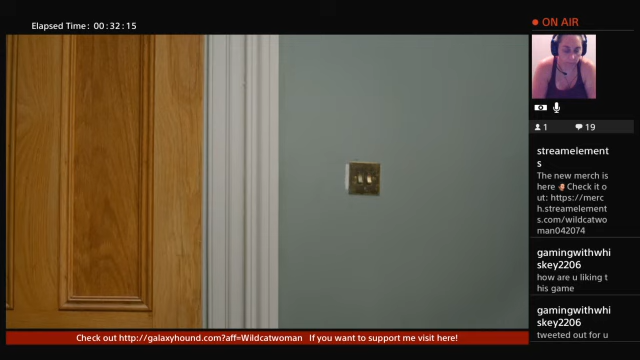 Elapsed Time: 00:32:15
ON AIR
1
19
streamelement
s
The new merch is
here Check it o
ut: https://merc
h.streamelement
s.com/wildcatwo
man042074
gamingwithwhi
skey2206
how are u liking t
his game
gamingwithwhi
skey2206
tweeted out for u
Check out http://galaxyhound.com?aff=Wildcatwoman If you want to support me visit here!